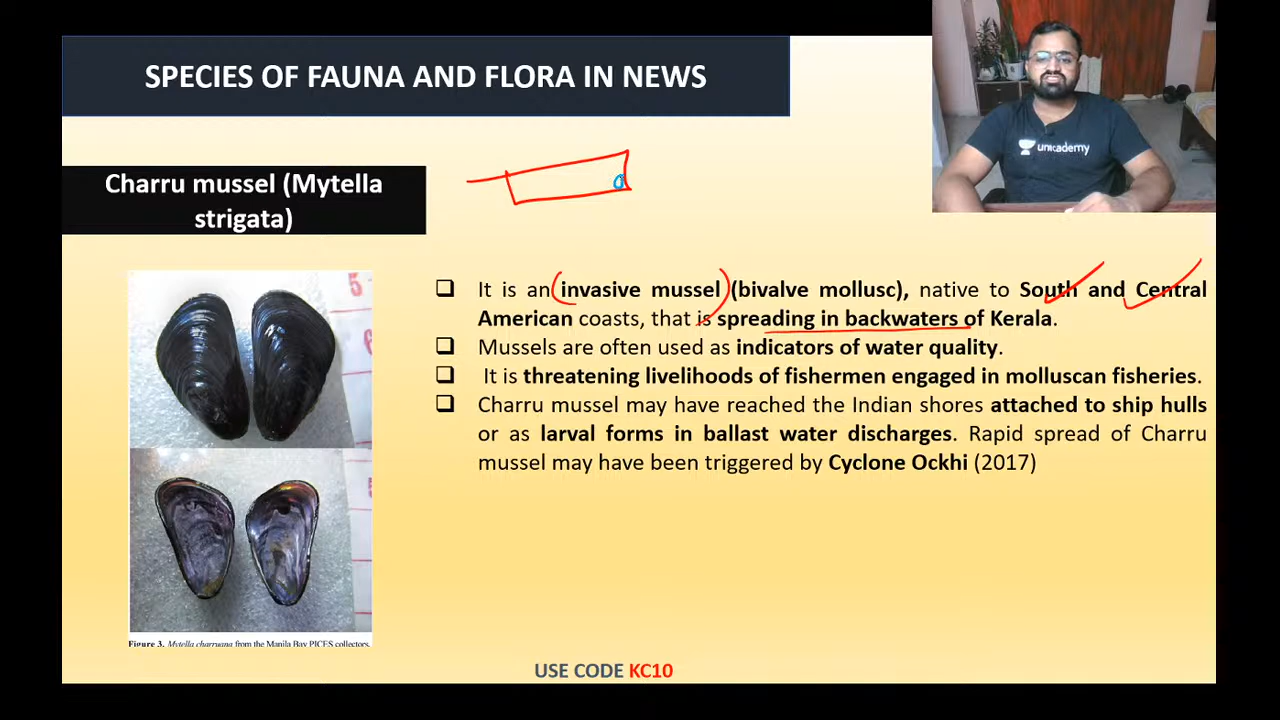 SPECIES OF FAUNA AND FLORA IN NEWS
unacademy
Charru mussel (Mytella
strigata)
It is an invasive mussel (bivalve mollusc), native to South and Central
American coasts, that is spreading in backwaters of Kerala.
Mussels are often used as indicators of water quality.
It is threatening livelihoods of fishermen engaged in molluscan fisheries.
Charru mussel may have reached the Indian shores attached to ship hulls
or as larval forms in ballast water discharges. Rapid spread of Charru
mussel may have been triggered by Cyclone Ockhi (2017)
5
6
5
Figure 3. Mytella charruana from the Manila Bay PICES collectors.
USE CODE KC10